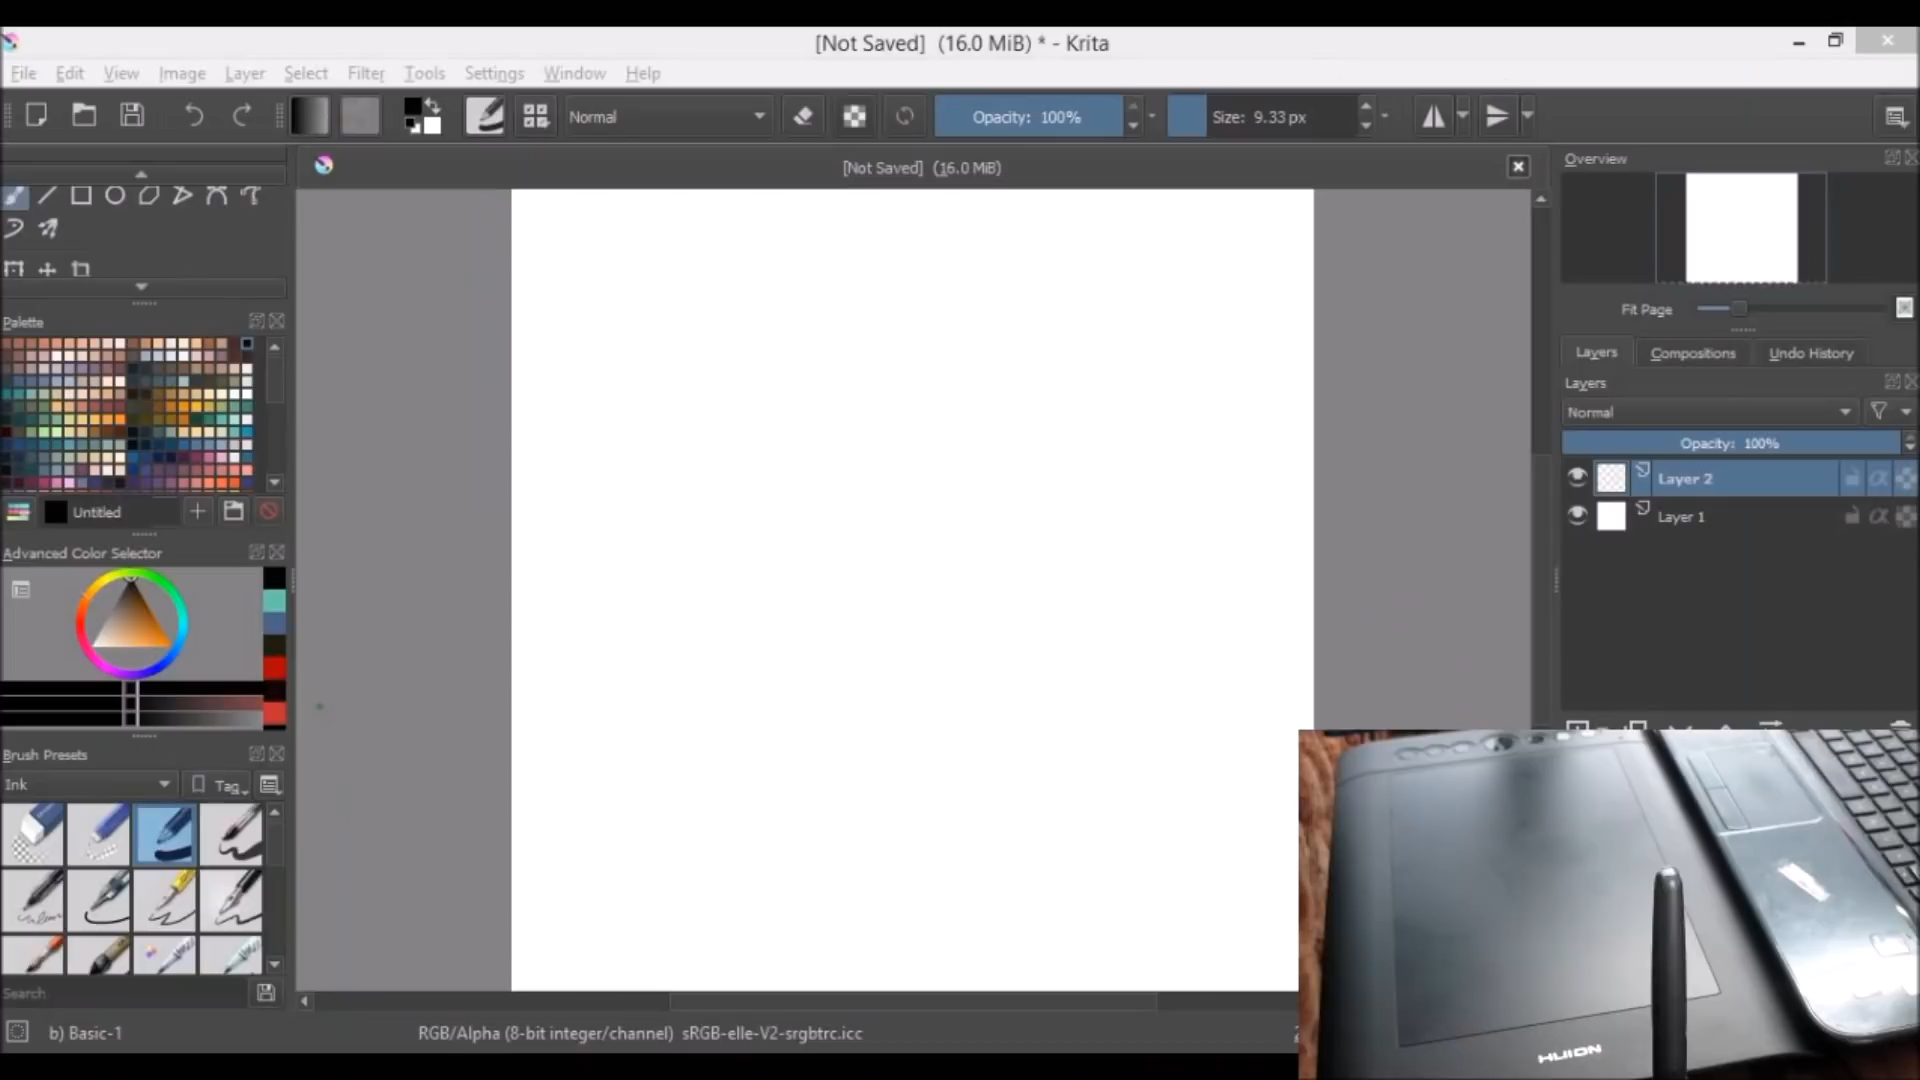 [Not Saved] (16.0 MiB) * - Krita
File Edit View Image Layer Select Filter Tools Settings Window Help
Normal
Opacity: 100%
Size: 9.33 px
[Not Saved] (16.0 MiB)
Overview
Fit Page
Palette
Untitled
Layers Compositions Undo History
Layers
Normal
Opacity: 100%
Layer 2
Layer 1
Advanced Color Selector
Brush Presets
Ink
Tag
Search
b) Basic-1
RGB/Alpha (8-bit integer/channel) sRGB-elle-V2-srgbtrc.icc
HUION